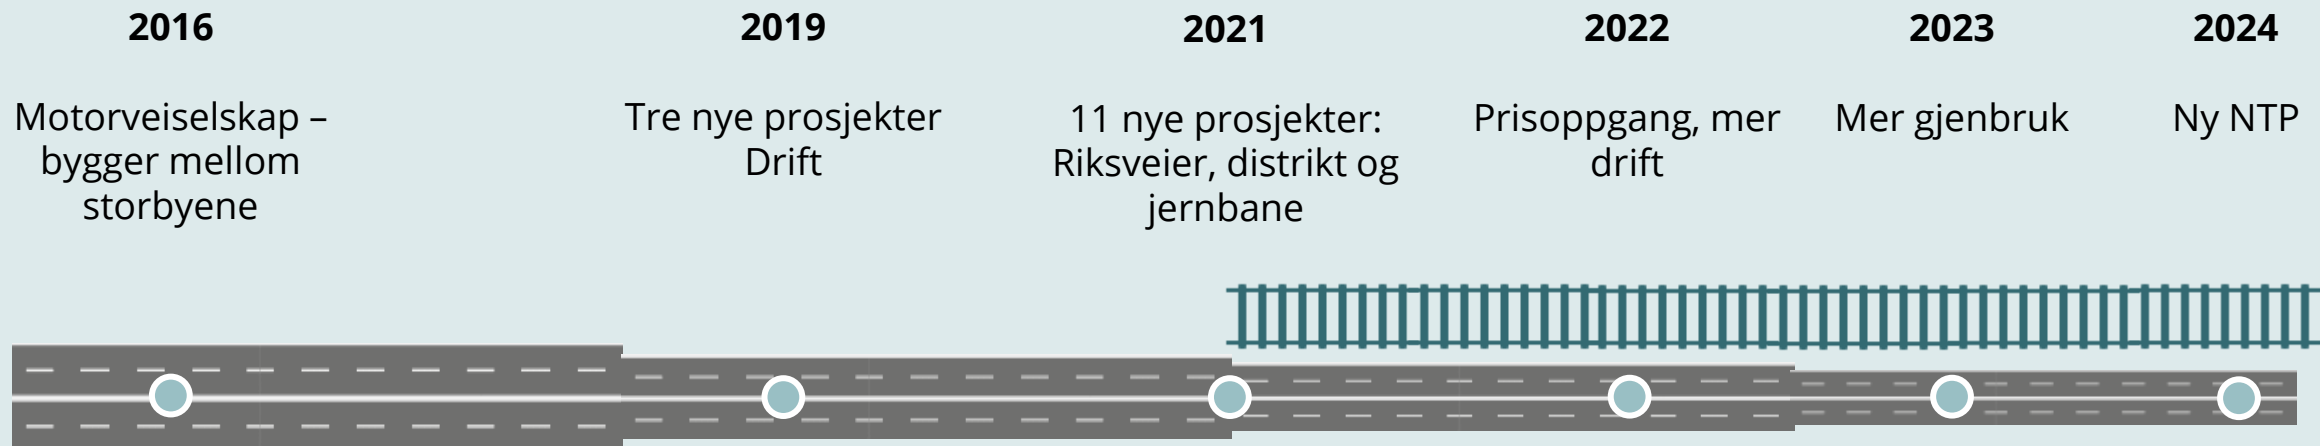 2016
Motorveiselskap –
bygger mellom
storbyene
2019
Tre nye prosjekter
Drift
2021
11 nye prosjekter:
Riksveier, distrikt og
jernbane
2022
Prisoppgang, mer
drift
2023
Mer gjenbruk
2024
Ny NTP